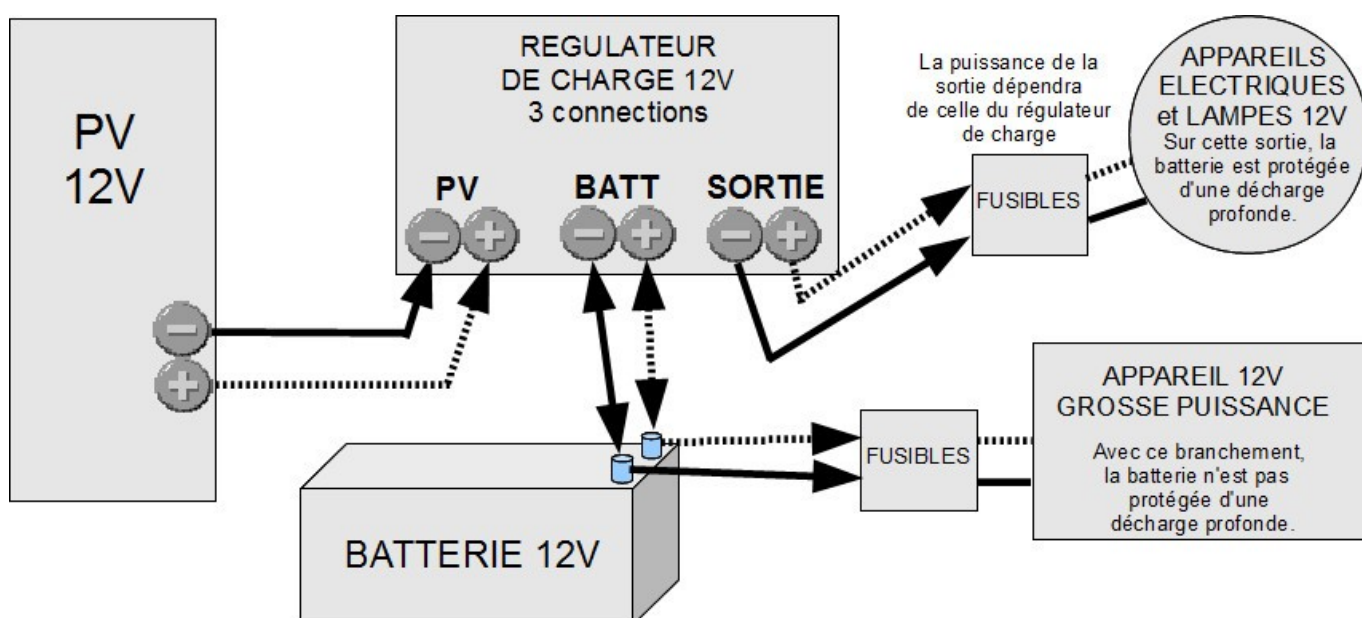 PV
12V
REGULATEUR
DE CHARGE 12V
3 connections
PV
BATT
SORTIE
La puissance de la
sortie dépendra
de celle du régulateur
de charge
FUSIBLES
APPAREILS
ELECTRIQUES
et LAMPES 12V
Sur cette sortie, la
batterie est protégée
d'une décharge
profonde.
BATTERIE 12V
FUSIBLES
APPAREIL 12V
GROSSE PUISSANCE
Avec ce branchement,
la batterie n'est pas
protégée d'une
décharge profonde.